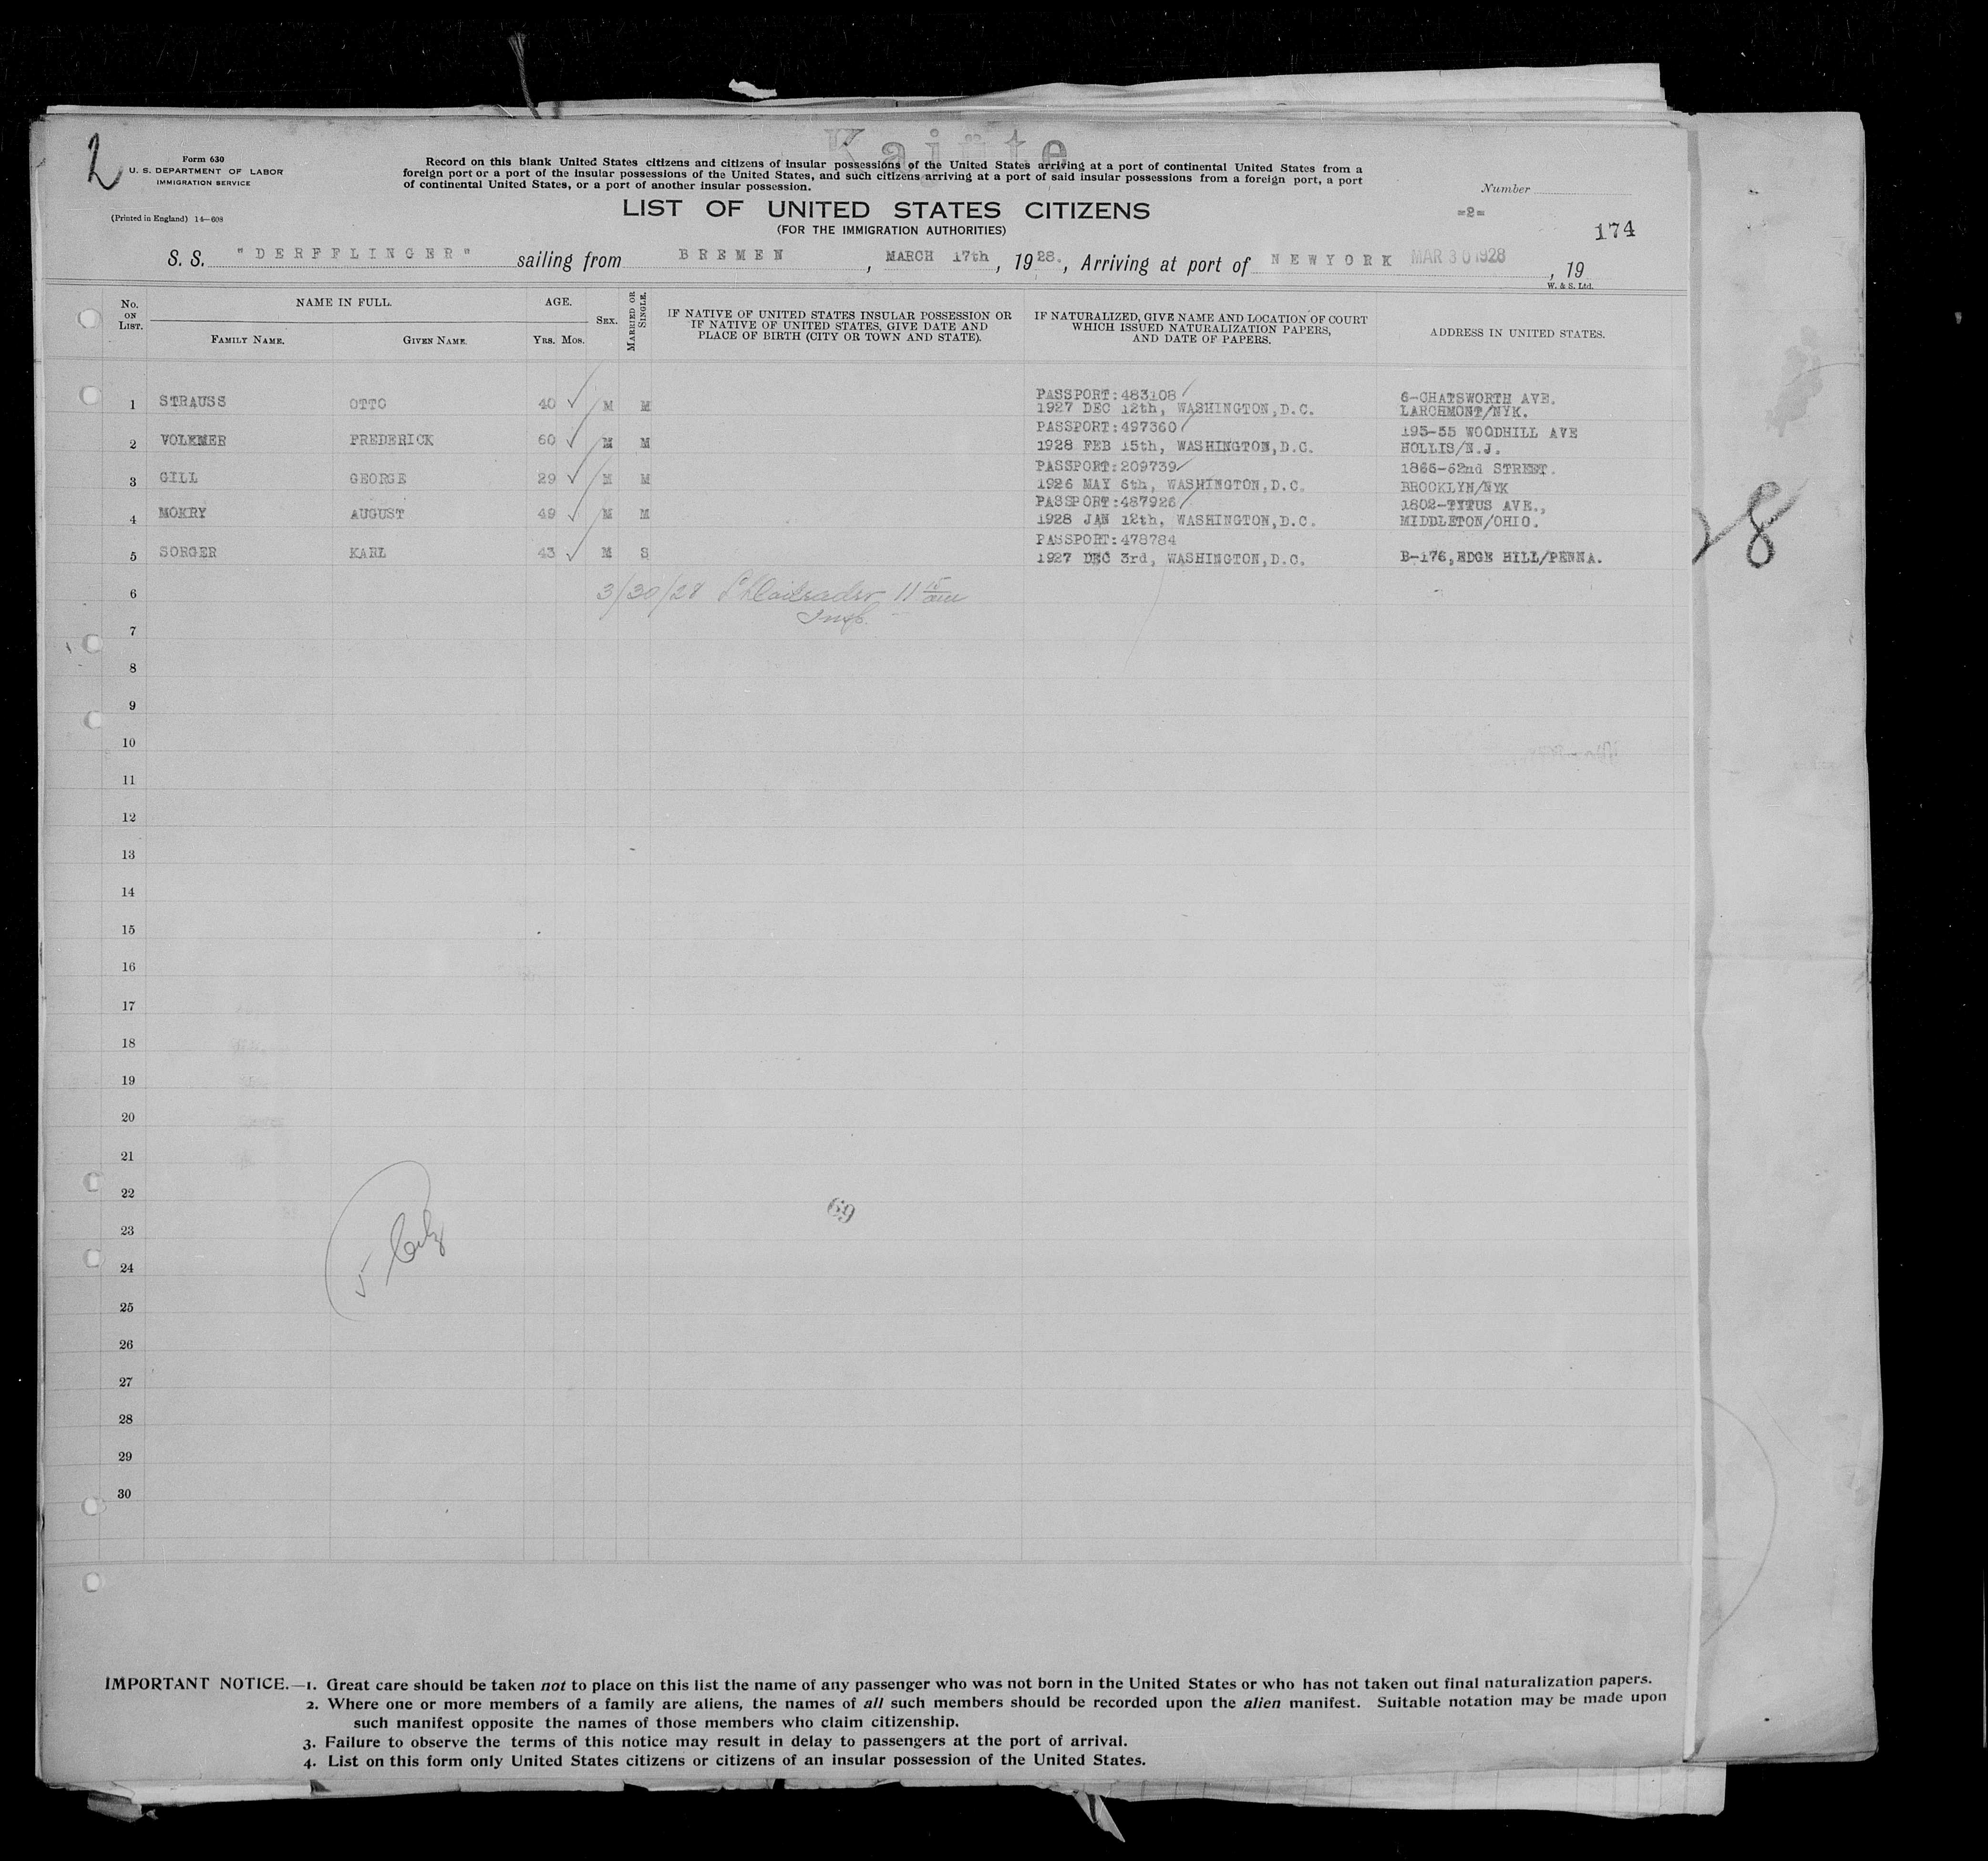 Kajüte
2
Form 630
U. S. DEPARTMENT OF LABOR
IMMIGRATION SERVICE
(Printed in England) 14—608
Record on this blank United States citizens and citizens of insular possessions of the United States arriving at a port of continental United States from a
foreign port or a port of the insular possessions of the United States, and such citizens arriving at a port of said insular possessions from a foreign port, a port
of continental United States, or a port of another insular possession.
Number
LIST OF UNITED STATES CITIZENS
(FOR THE IMMIGRATION AUTHORITIES)
=2=
174
S. S. "DERFFLINGER" sailing from BREMEN, MARCH 17th, 1928., Arriving at port of NEWYORK MAR 30 1928, 19
W. & S. Ltd.
No. ON LIST. NAME IN FULL. FAMILY NAME. GIVEN NAME. AGE. Yrs. Mos. SEX. MARRIED OR SINGLE. IF NATIVE OF UNITED STATES INSULAR POSSESSION OR IF NATIVE OF UNITED STATES, GIVE DATE AND PLACE OF BIRTH (CITY OR TOWN AND STATE). IF NATURALIZED, GIVE NAME AND LOCATION OF COURT WHICH ISSUED NATURALIZATION PAPERS, AND DATE OF PAPERS. ADDRESS IN UNITED STATES.
1 STRAUSS OTTO 40 ✓ M M PASSPORT:483108 1927 DEC 12th, WASHINGTON,D.C. 6-CHATSWORTH AVE. LARCHMONT/NYK.
2 VOLKMER FREDERICK 60 ✓ M M PASSPORT:497360 1928 FEB 15th, WASHINGTON,D.C. 195-55 WOODHILL AVE HOLLIS/N.J.
3 GILL GEORGE 29 ✓ M M PASSPORT:209739 1926 MAY 6th, WASHINGTON,D.C. 1866-62nd STREET. BROOKLYN/NYK
4 MOKRY AUGUST 49 ✓ M M PASSPORT:487926 1928 JAN 12th, WASHINGTON,D.C. 1802-TYTUS AVE., MIDDLETON/OHIO.
5 SORGER KARL 43 ✓ M S PASSPORT:478784 1927 DEC 3rd, WASHINGTON,D.C. B-176,EDGE HILL/PENNA.
28
6
3/30/28 11 15 am
Insp.
7
8
9
10
11
12
13
14
15
16
17
18
19
20
21
22
69
23
24
5
25
26
27
28
29
30
IMPORTANT NOTICE.—1. Great care should be taken not to place on this list the name of any passenger who was not born in the United States or who has not taken out final naturalization papers.
2. Where one or more members of a family are aliens, the names of all such members should be recorded upon the alien manifest. Suitable notation may be made upon
such manifest opposite the names of those members who claim citizenship.
3. Failure to observe the terms of this notice may result in delay to passengers at the port of arrival.
4. List on this form only United States citizens or citizens of an insular possession of the United States.